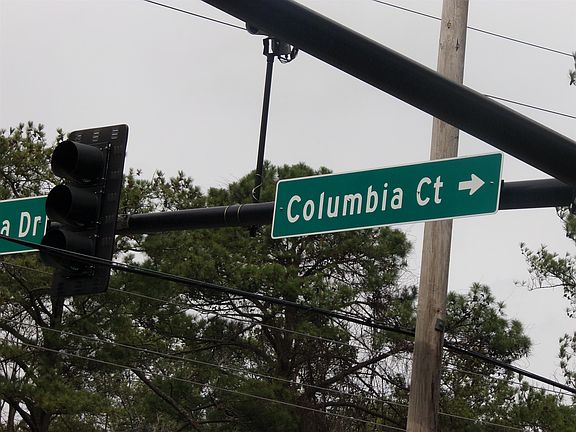 a Dr
Columbia Ct →